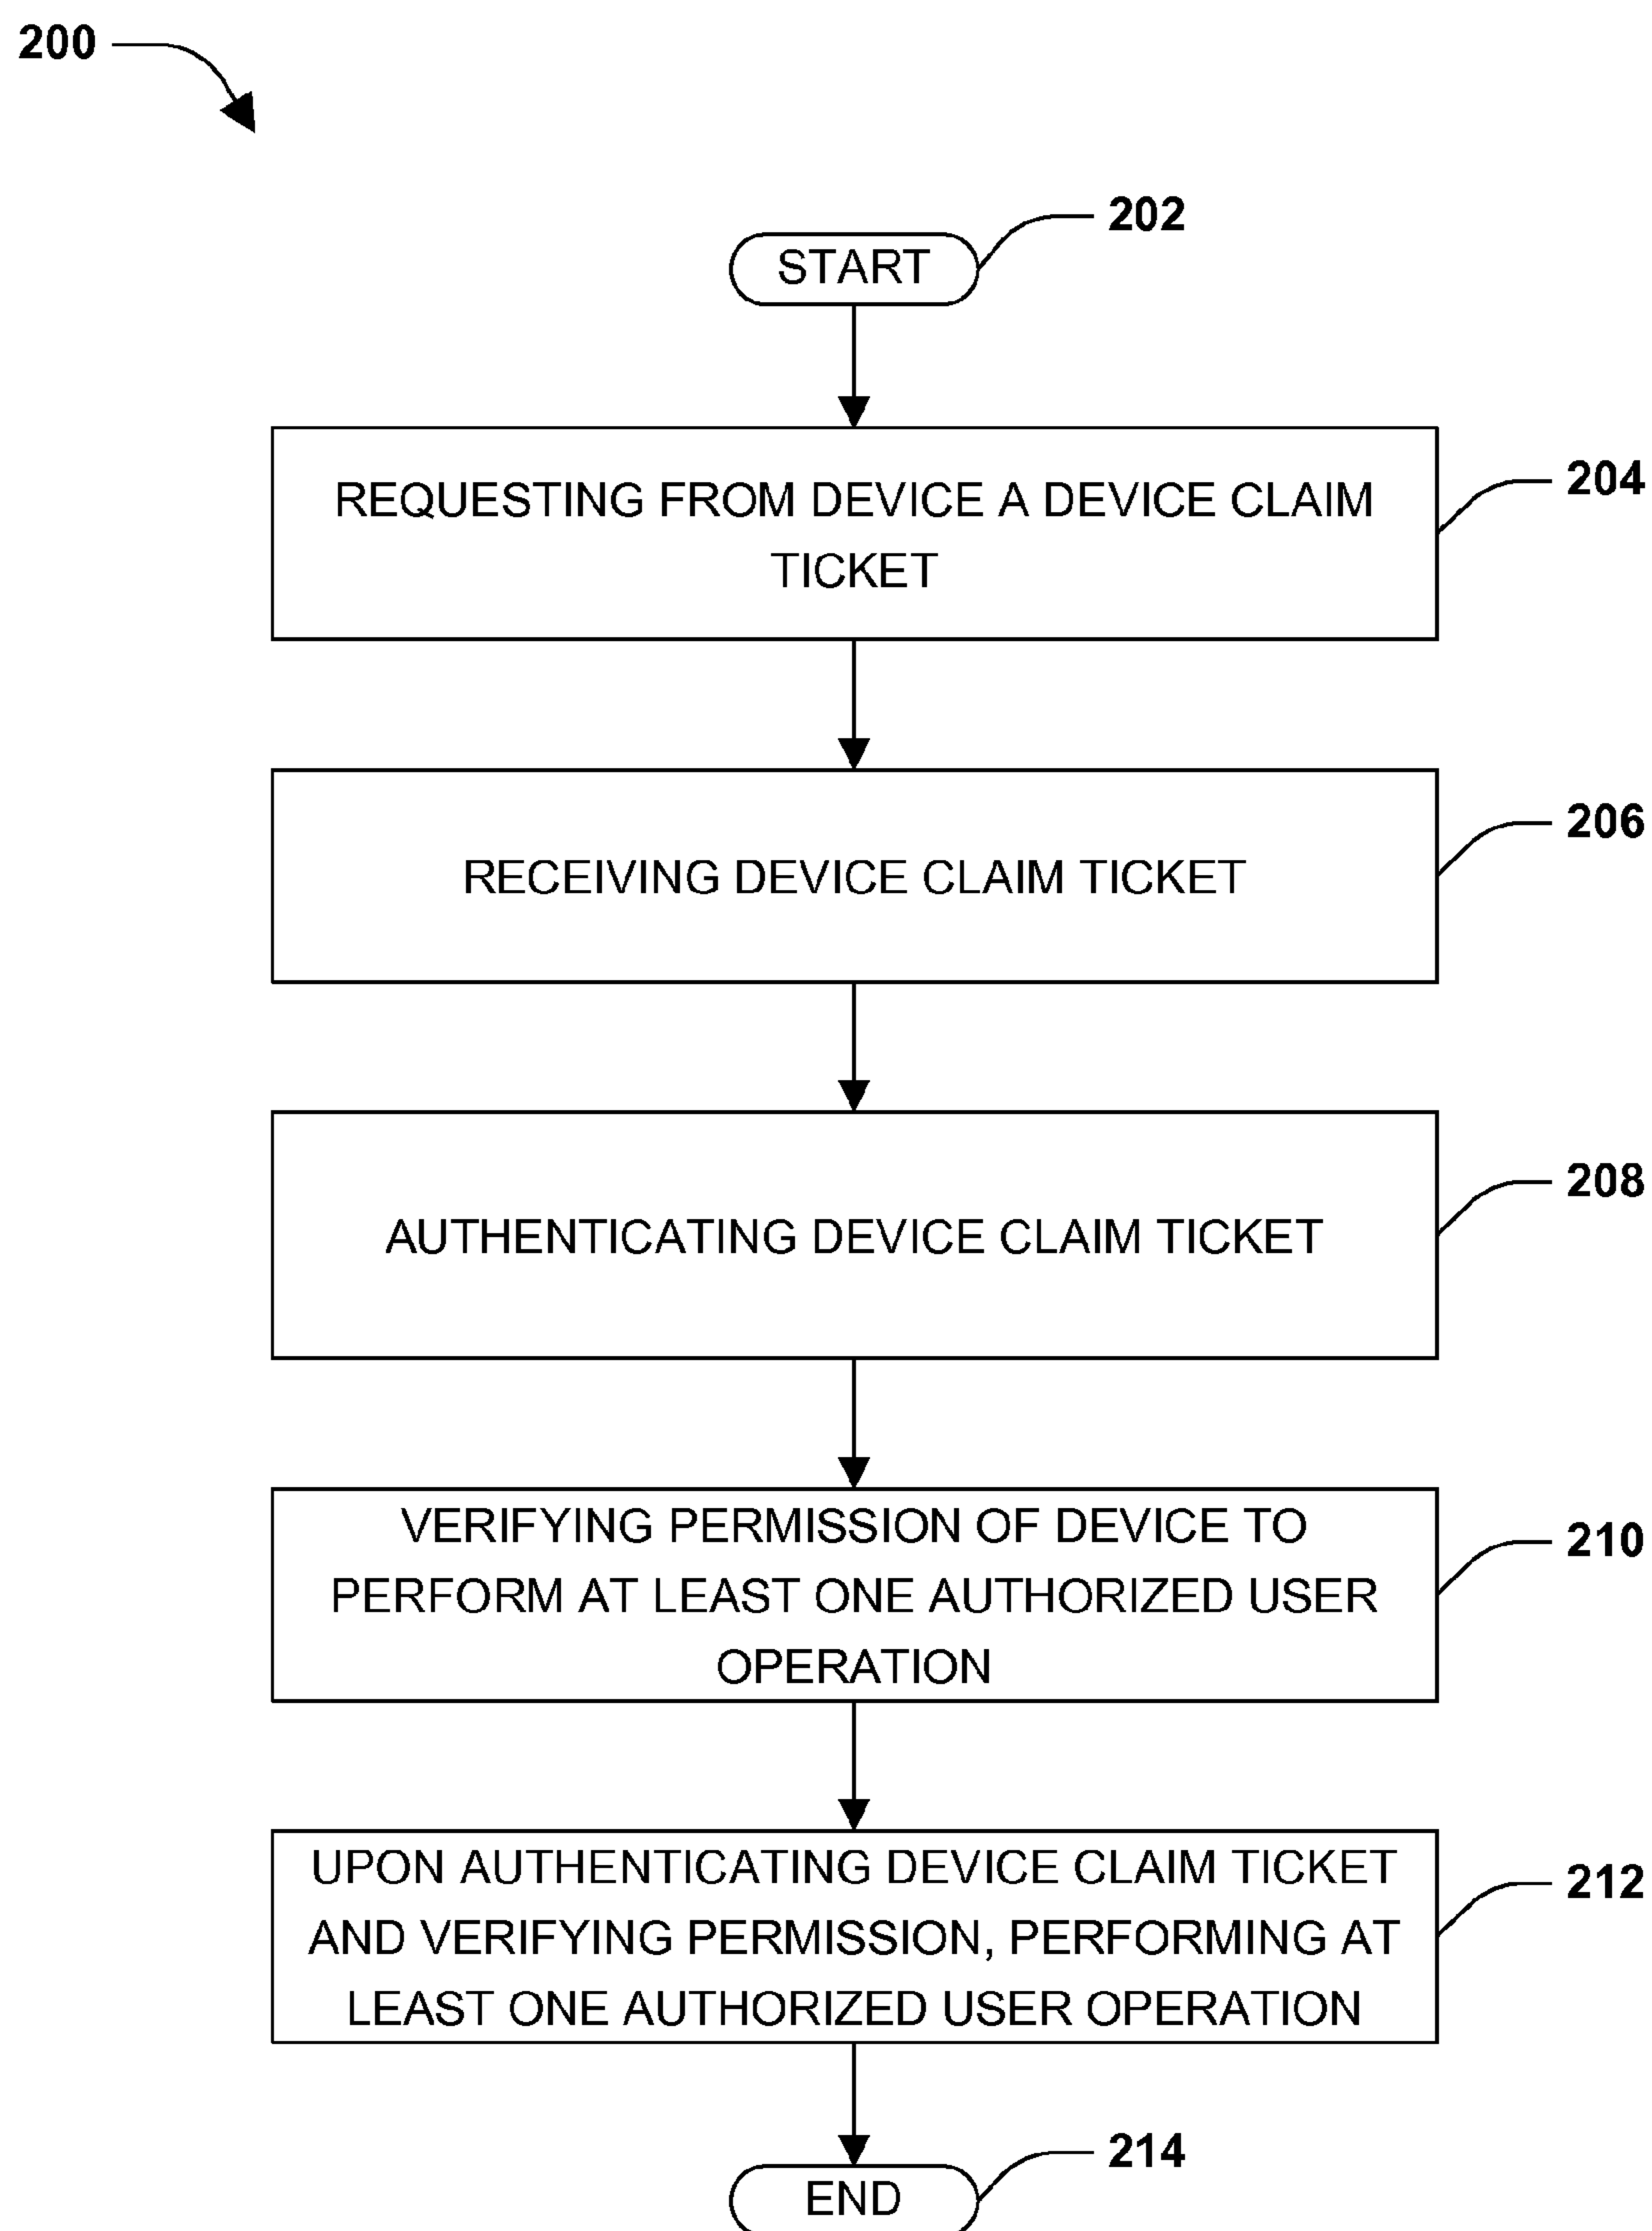 200
202
START
204
REQUESTING FROM DEVICE A DEVICE CLAIM
TICKET
206
RECEIVING DEVICE CLAIM TICKET
208
AUTHENTICATING DEVICE CLAIM TICKET
210
VERIFYING PERMISSION OF DEVICE TO
PERFORM AT LEAST ONE AUTHORIZED USER
OPERATION
212
UPON AUTHENTICATING DEVICE CLAIM TICKET
AND VERIFYING PERMISSION, PERFORMING AT
LEAST ONE AUTHORIZED USER OPERATION
214
END